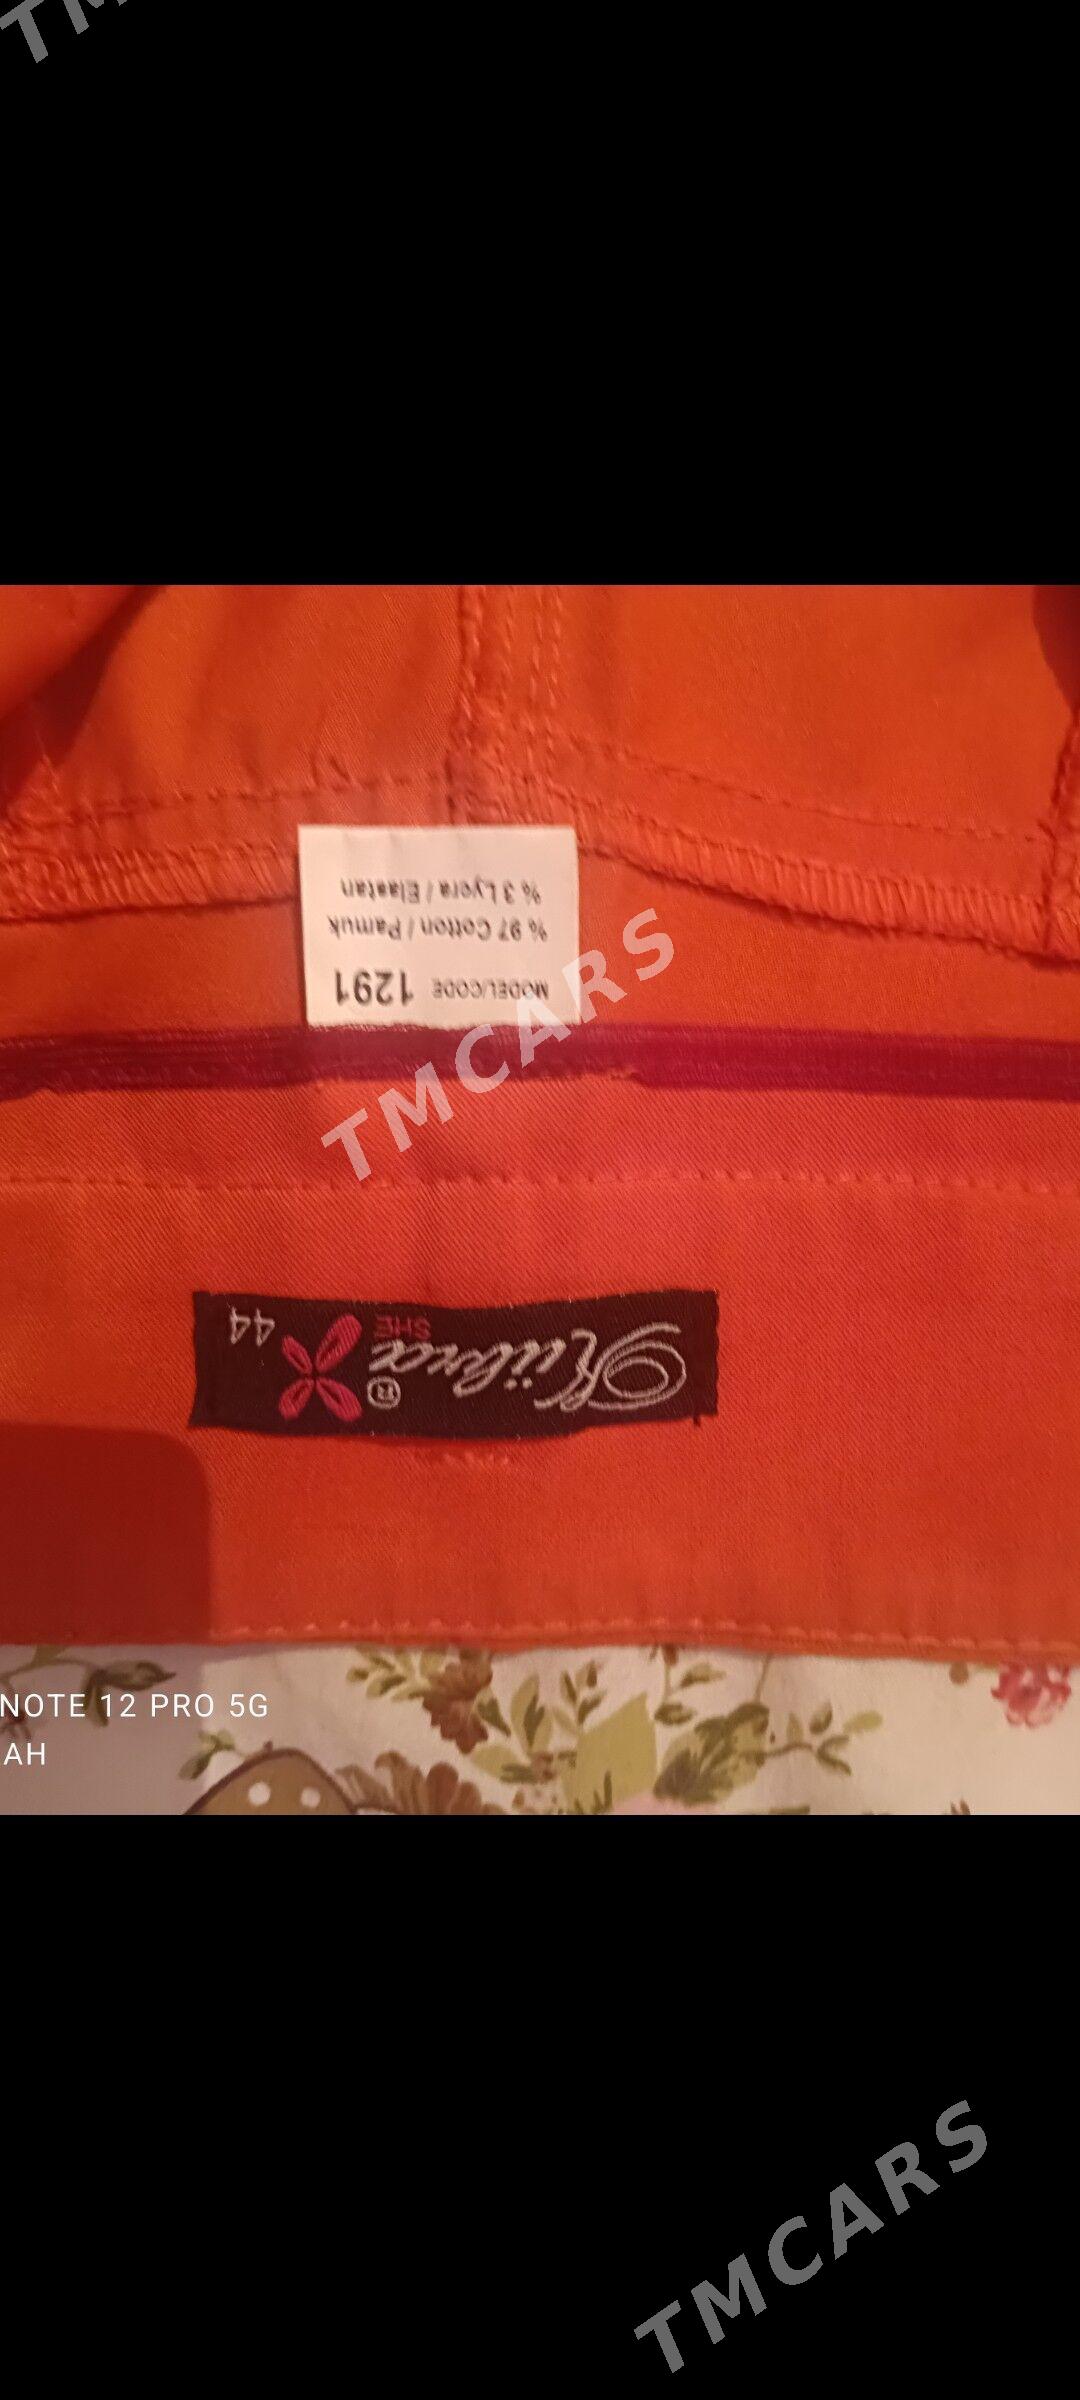 TM
% 3 Lycra / Elastan
% 97 Cotton / Pamuk
MODEL/CODE 1291
TMCARS
44
SHE
Kübra ®
NOTE 12 PRO 5G
AH
TMCARS